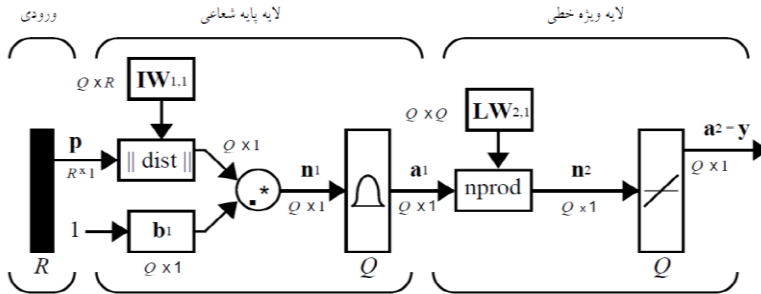 ورودی
لایه پایه شعاعی
لایه ویژه خطی
Q x R
IW1,1
Q x Q
LW2,1
p
R x 1
|| dist ||
Q x 1
.*
n1
Q x 1
a1
Q x 1
nprod
n2
Q x 1
a2 = y
Q x 1
1
b1
Q x 1
R
Q
Q